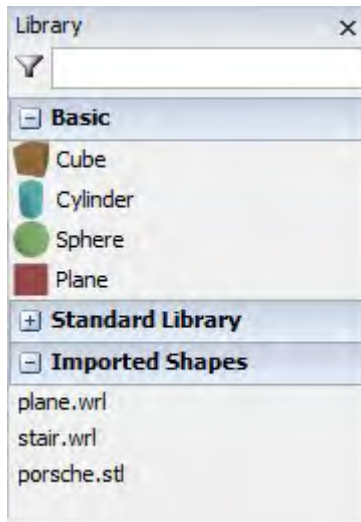 Library
Basic
Cube
Cylinder
Sphere
Plane
Standard Library
Imported Shapes
plane.wrl
stair.wrl
porsche.stl